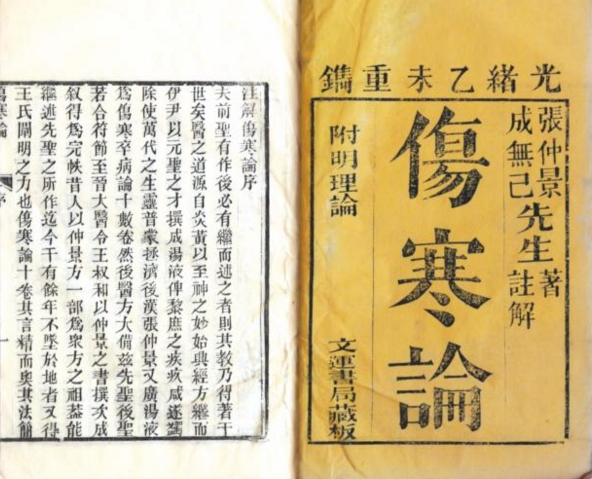 光緒乙未重鐫
張仲景
成無己
先生
著
註解
傷寒論
附明理論
文運書局藏板
注解傷寒論序
夫前聖有作後必有繼而述之者則其教乃得著于
世矣醫之道源自炎黃以至神之妙始興經方繼而
伊尹以元聖之才撰成湯液俾黎庶之疾疚咸遂蠲
除使萬代之生靈普蒙拯濟後漢張仲景又廣湯液
為傷寒卒病論十數卷然後醫方大備茲先聖後聖
若合符節至晉太醫令王叔和以仲景之書撰次成
叙得為完帙昔人以仲景方一部為衆方之祖葢能
繼述先聖之所作迄今千有餘年不墜於地者又得
王氏闡明之力也傷寒論十卷其言精而奥其法簡
傷寒論
序
一